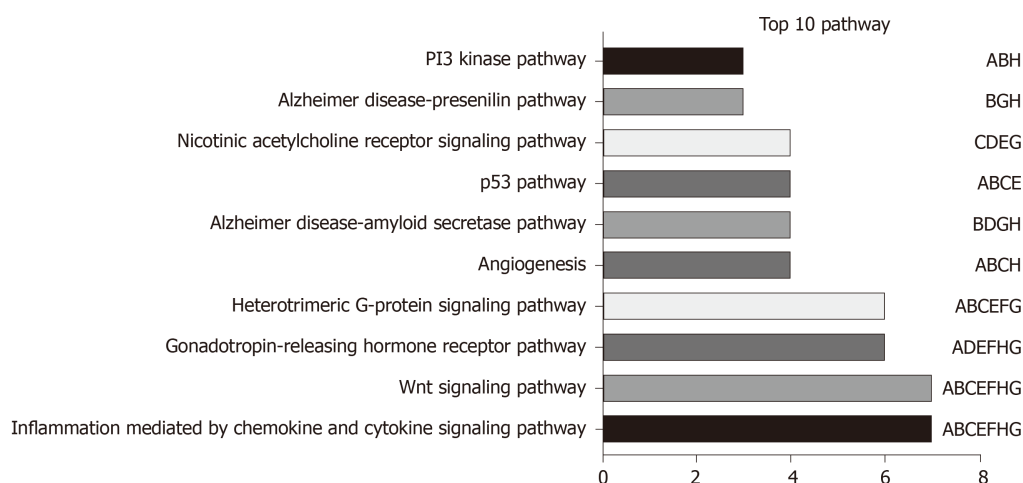 Top 10 pathway
PI3 kinase pathway ABH
Alzheimer disease-presenilin pathway BGH
Nicotinic acetylcholine receptor signaling pathway CDEG
p53 pathway ABCE
Alzheimer disease-amyloid secretase pathway BDGH
Angiogenesis ABCH
Heterotrimeric G-protein signaling pathway ABCEFG
Gonadotropin-releasing hormone receptor pathway ADEFHG
Wnt signaling pathway ABCEFHG
Inflammation mediated by chemokine and cytokine signaling pathway ABCEFHG
0 2 4 6 8